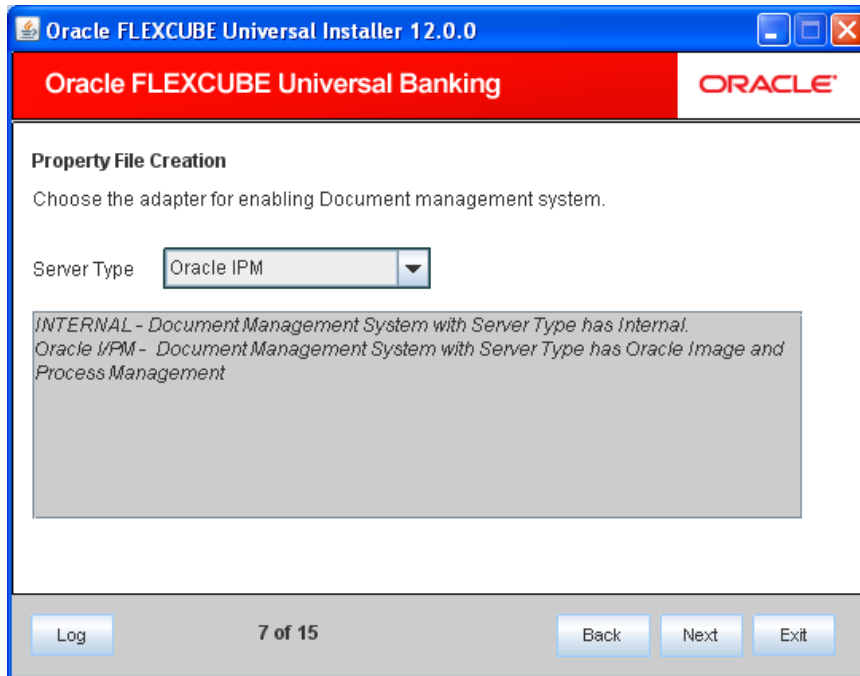 Oracle FLEXCUBE Universal Installer 12.0.0
Oracle FLEXCUBE Universal Banking
ORACLE
Property File Creation
Choose the adapter for enabling Document management system.
Server Type Oracle IPM
INTERNAL - Document Management System with Server Type has Internal.
Oracle I/PM - Document Management System with Server Type has Oracle Image and
Process Management
Log 7 of 15 Back Next Exit